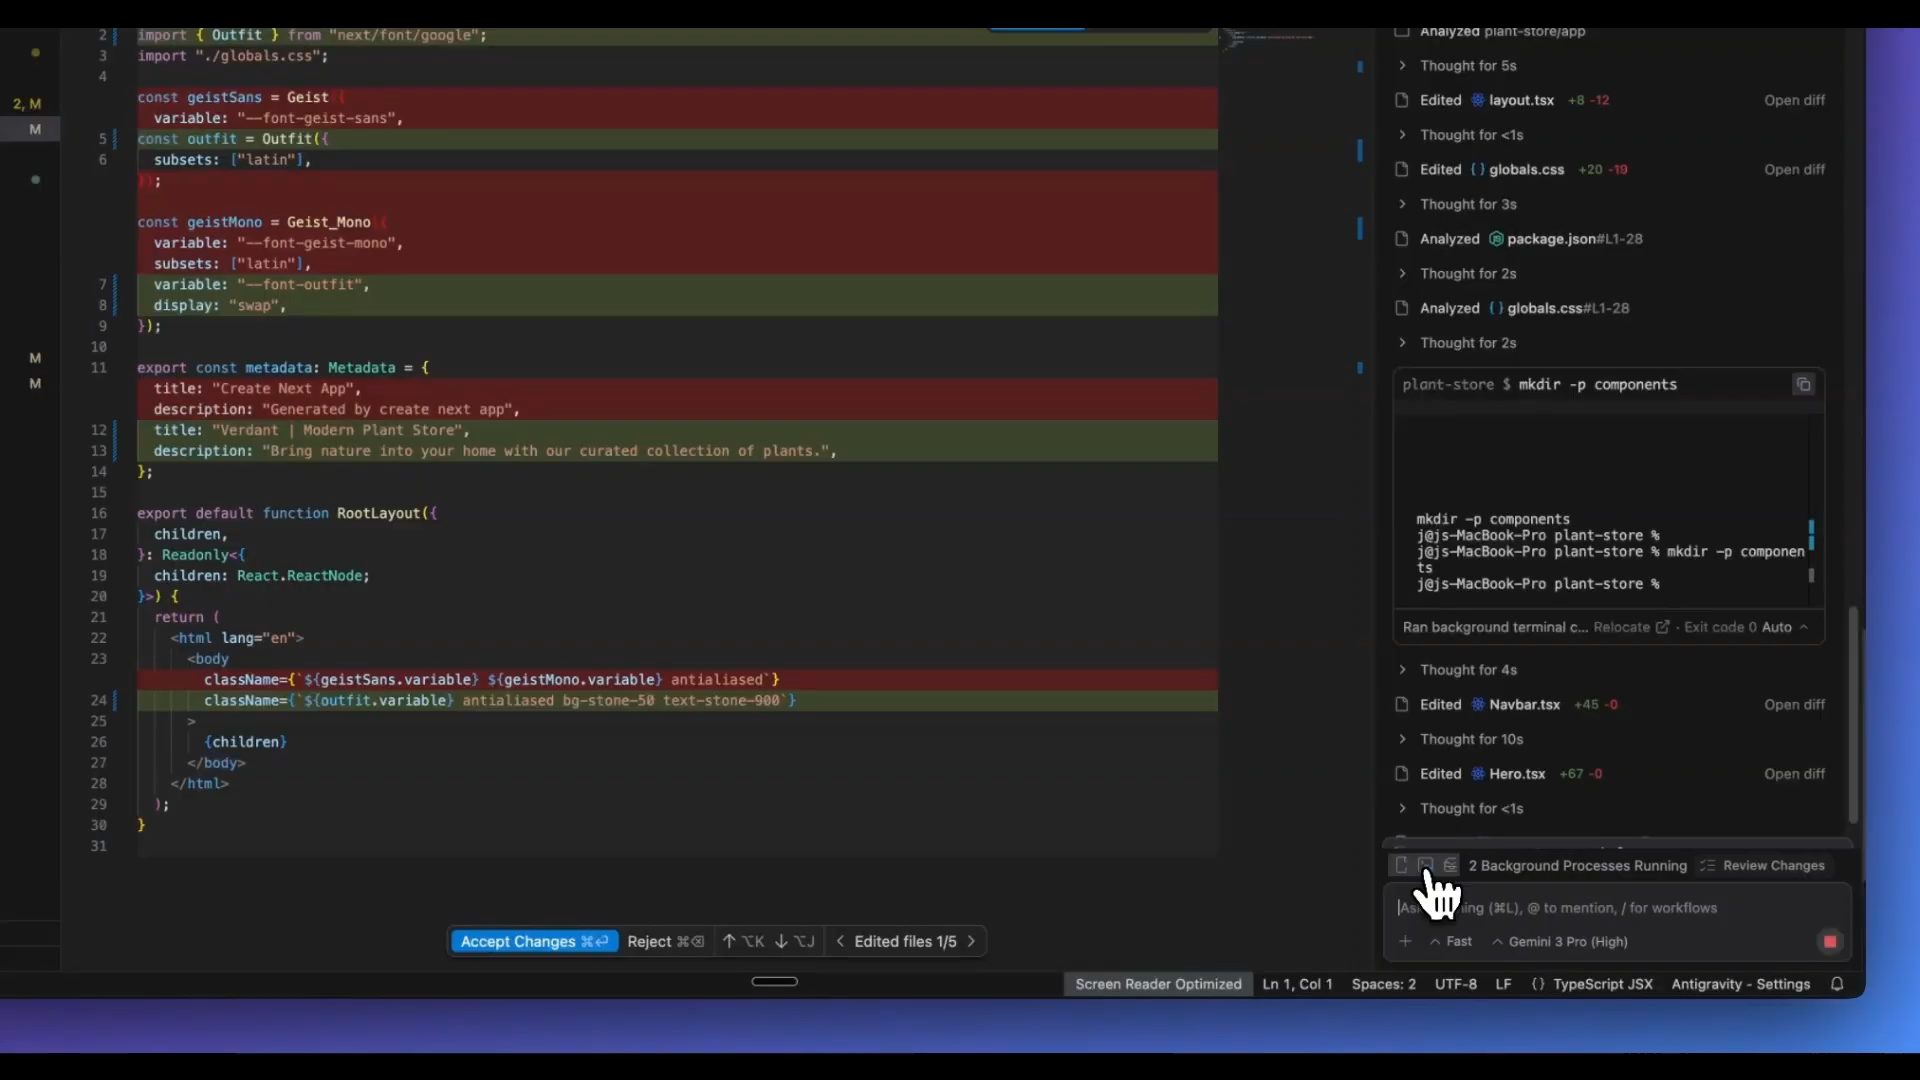 2 import { Outfit } from "next/font/google";
3 import "./globals.css";
4
const geistSans = Geist({
variable: "--font-geist-sans",
5 const outfit = Outfit({
6 subsets: ["latin"],
});
const geistMono = Geist_Mono({
variable: "--font-geist-mono",
subsets: ["latin"],
7 variable: "--font-outfit",
8 display: "swap",
9 });
10
11 export const metadata: Metadata = {
title: "Create Next App",
description: "Generated by create next app",
12 title: "Verdant | Modern Plant Store",
13 description: "Bring nature into your home with our curated collection of plants.",
14 };
15
16 export default function RootLayout({
17 children,
18 }: Readonly<{
19 children: React.ReactNode;
20 }>) {
21 return (
22 <html lang="en">
23 <body
className={`${geistSans.variable} ${geistMono.variable} antialiased`}
24 className={`${outfit.variable} antialiased bg-stone-50 text-stone-900`}
25 >
26 {children}
27 </body>
28 </html>
29 );
30 }
31
2, M
M
M
M
Accept Changes ⌘⏎ Reject ⌘⌫ ↑ ⌥K ↓ ⌥J < Edited files 1/5 >
Analyzed plant-store/app
> Thought for 5s
Edited layout.tsx +8 -12 Open diff
> Thought for <1s
Edited {} globals.css +20 -19 Open diff
> Thought for 3s
Analyzed package.json#L1-28
> Thought for 2s
Analyzed {} globals.css#L1-28
> Thought for 2s
plant-store $ mkdir -p components
mkdir -p components
j@js-MacBook-Pro plant-store %
j@js-MacBook-Pro plant-store % mkdir -p componen
ts
j@js-MacBook-Pro plant-store %
Ran background terminal c... Relocate · Exit code 0 Auto
> Thought for 4s
Edited Navbar.tsx +45 -0 Open diff
> Thought for 10s
Edited Hero.tsx +67 -0 Open diff
> Thought for <1s
2 Background Processes Running Review Changes
(⌘L), @ to mention, / for workflows
+ Fast Gemini 3 Pro (High)
Screen Reader Optimized Ln 1, Col 1 Spaces: 2 UTF-8 LF {} TypeScript JSX Antigravity - Settings